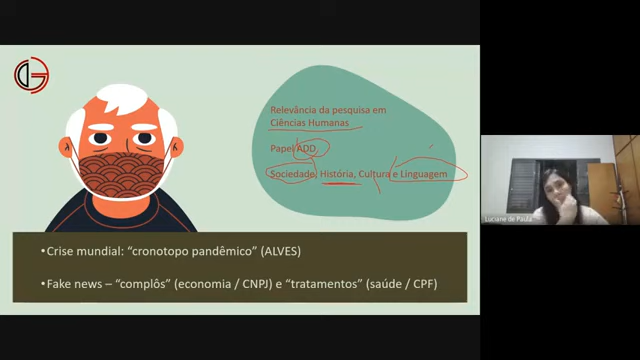 Relevância da pesquisa em
Ciências Humanas
Papel ADD,
Sociedade, História, Cultura e Linguagem
•Crise mundial: “cronotopo pandêmico” (ALVES)
•Fake news – “complôs” (economia / CNPJ) e “tratamentos” (saúde / CPF)
Luciane de Paula